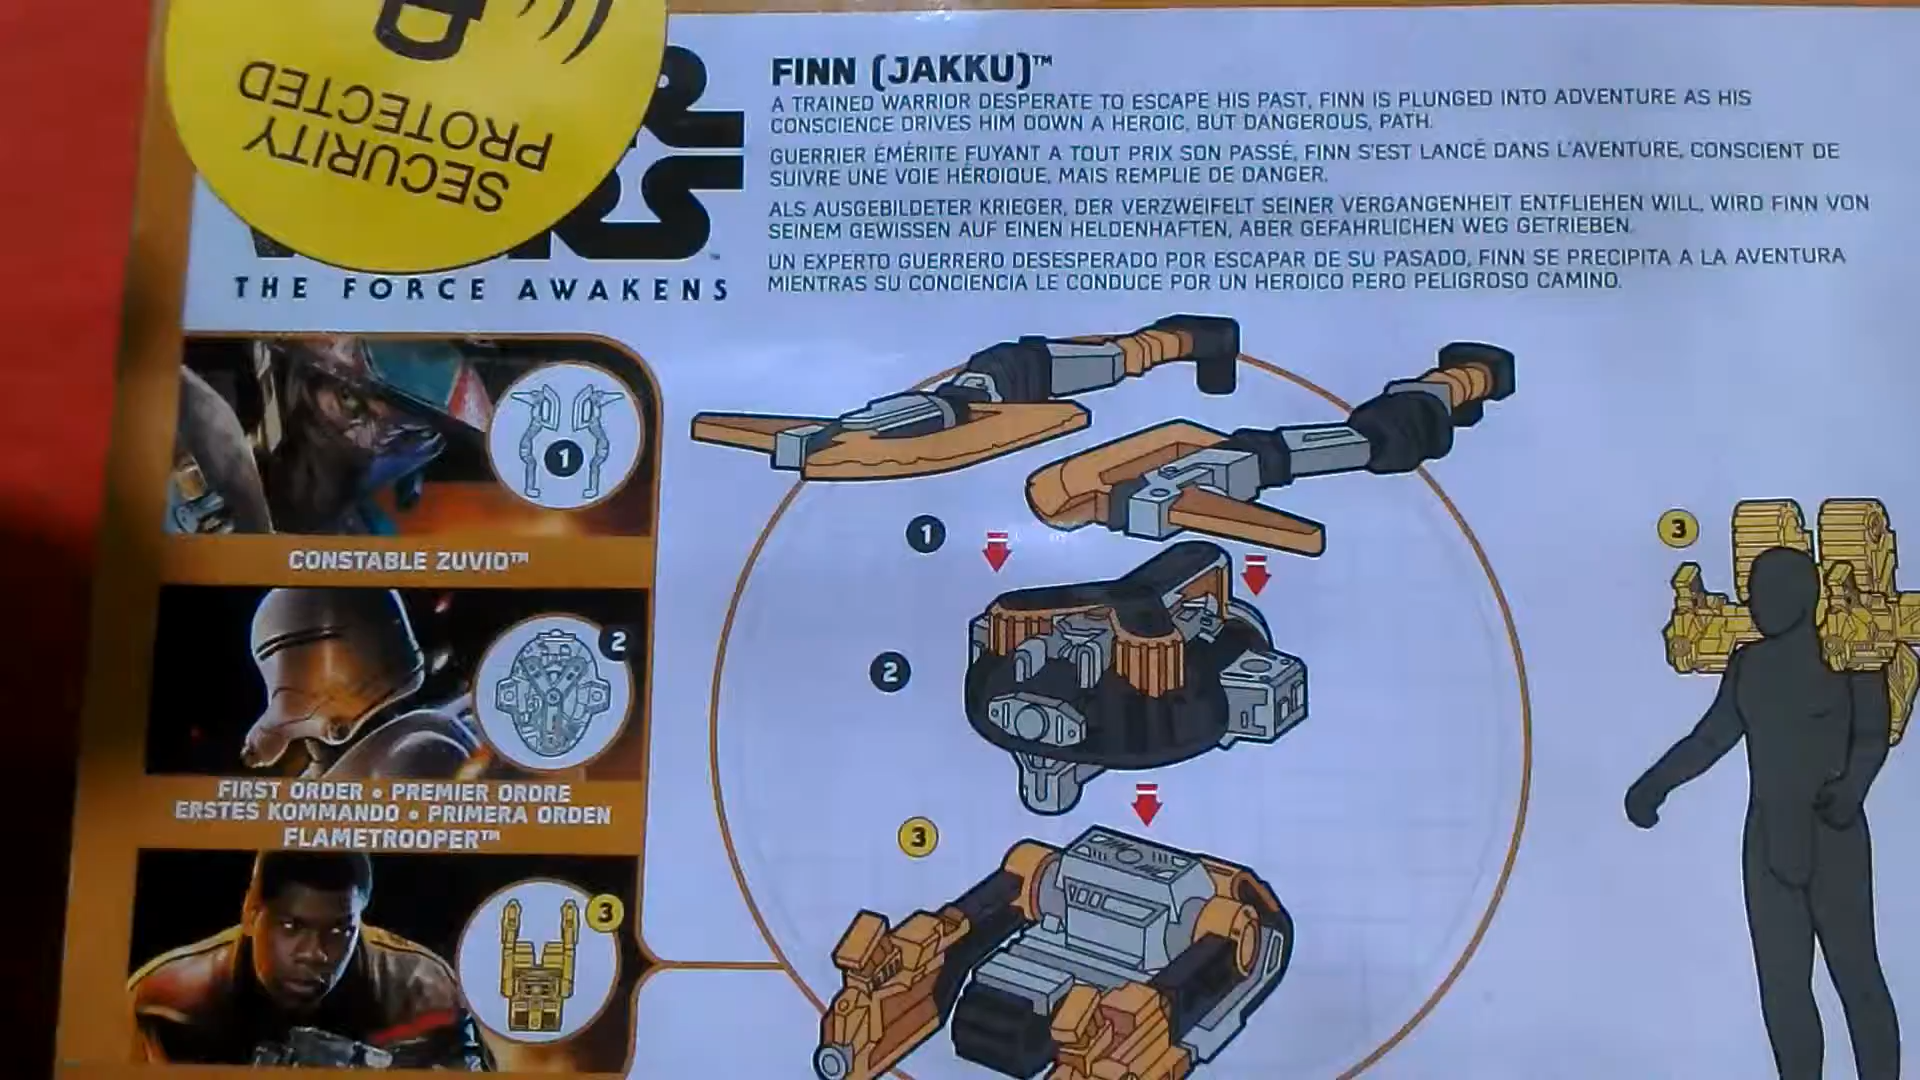 SECURITY
PROTECTED
THE FORCE AWAKENS
FINN (JAKKU)™
A TRAINED WARRIOR DESPERATE TO ESCAPE HIS PAST, FINN IS PLUNGED INTO ADVENTURE AS HIS
CONSCIENCE DRIVES HIM DOWN A HEROIC, BUT DANGEROUS, PATH.
GUERRIER ÉMÉRITE FUYANT A TOUT PRIX SON PASSÉ, FINN S'EST LANCÉ DANS L'AVENTURE, CONSCIENT DE
SUIVRE UNE VOIE HÉROIQUE, MAIS REMPLIE DE DANGER.
ALS AUSGEBILDETER KRIEGER, DER VERZWEIFELT SEINER VERGANGENHEIT ENTFLIEHEN WILL, WIRD FINN VON
SEINEM GEWISSEN AUF EINEN HELDENHAFTEN, ABER GEFAHRLICHEN WEG GETRIEBEN.
UN EXPERTO GUERRERO DESESPERADO POR ESCAPAR DE SU PASADO, FINN SE PRECIPITA A LA AVENTURA
MIENTRAS SU CONCIENCIA LE CONDUCE POR UN HEROICO PERO PELIGROSO CAMINO.
1
CONSTABLE ZUVIO™
2
FIRST ORDER • PREMIER ORDRE
ERSTES KOMMANDO • PRIMERA ORDEN
FLAMETROOPER™
3
1
2
3
3